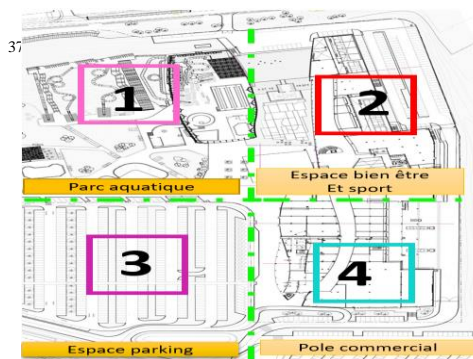 37
1
2
Parc aquatique
Espace bien être
Et sport
3
4
Espace parking
Pole commercial